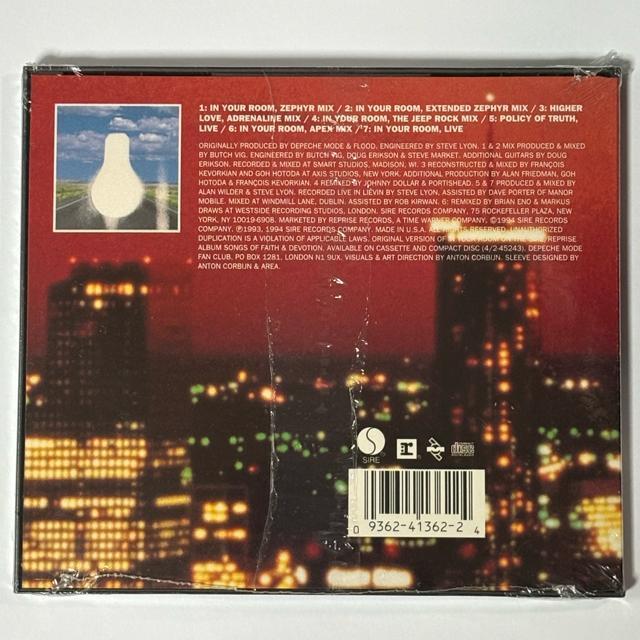 1: IN YOUR ROOM, ZEPHYR MIX / 2: IN YOUR ROOM, EXTENDED ZEPHYR MIX / 3: HIGHER
LOVE, ADRENALINE MIX / 4: IN YOUR ROOM, THE JEEP ROCK MIX / 5: POLICY OF TRUTH,
LIVE / 6: IN YOUR ROOM, APEX MIX / 7: IN YOUR ROOM, LIVE
ORIGINALLY PRODUCED BY DEPECHE MODE & FLOOD. ENGINEERED BY STEVE LYON. 1 & 2 MIX PRODUCED & MIXED
BY BUTCH VIG. ENGINEERED BY BUTCH VIG, DOUG ERIKSON & STEVE MARKET. ADDITIONAL GUITARS BY DOUG
ERIKSON. RECORDED & MIXED AT SMART STUDIOS, MADISON, WI. 3 RECONSTRUCTED & MIXED BY FRANÇOIS
KEVORKIAN AND GOH HOTODA AT AXIS STUDIOS, NEW YORK. ADDITIONAL PRODUCTION BY ALAN FRIEDMAN, GOH
HOTODA & FRANÇOIS KEVORKIAN. 4 REMIXED BY JOHNNY DOLLAR & PORTISHEAD. 5 & 7 PRODUCED & MIXED BY
ALAN WILDER & STEVE LYON. RECORDED LIVE IN LIÉVIN BY STEVE LYON, ASSISTED BY DAVE PORTER OF MANOR
MOBILE. MIXED AT WINDMILL LANE, DUBLIN. ASSISTED BY ROB KIRWAN. 6: REMIXED BY BRIAN ENO & MARKUS
DRAWS AT WESTSIDE RECORDING STUDIOS, LONDON. SIRE RECORDS COMPANY, 75 ROCKEFELLER PLAZA, NEW
YORK, NY 10019-6908. MARKETED BY REPRISE RECORDS, A TIME WARNER COMPANY. ©1994 SIRE RECORDS
COMPANY. ℗1993, 1994 SIRE RECORDS COMPANY. MADE IN U.S.A. ALL RIGHTS RESERVED. UNAUTHORIZED
DUPLICATION IS A VIOLATION OF APPLICABLE LAWS. ORIGINAL VERSION OF ROOM ON THE REPRISE
ALBUM SONGS OF FAITH & DEVOTION. AVAILABLE ON CASSETTE AND COMPACT DISC (4/2-45243). DEPECHE MODE
FAN CLUB, PO BOX 1281, LONDON N1 9UX. VISUALS & ART DIRECTION BY ANTON CORBIJN. SLEEVE DESIGNED BY
ANTON CORBIJN & AREA.
SIRE
disc
0 9362-41362-2 4